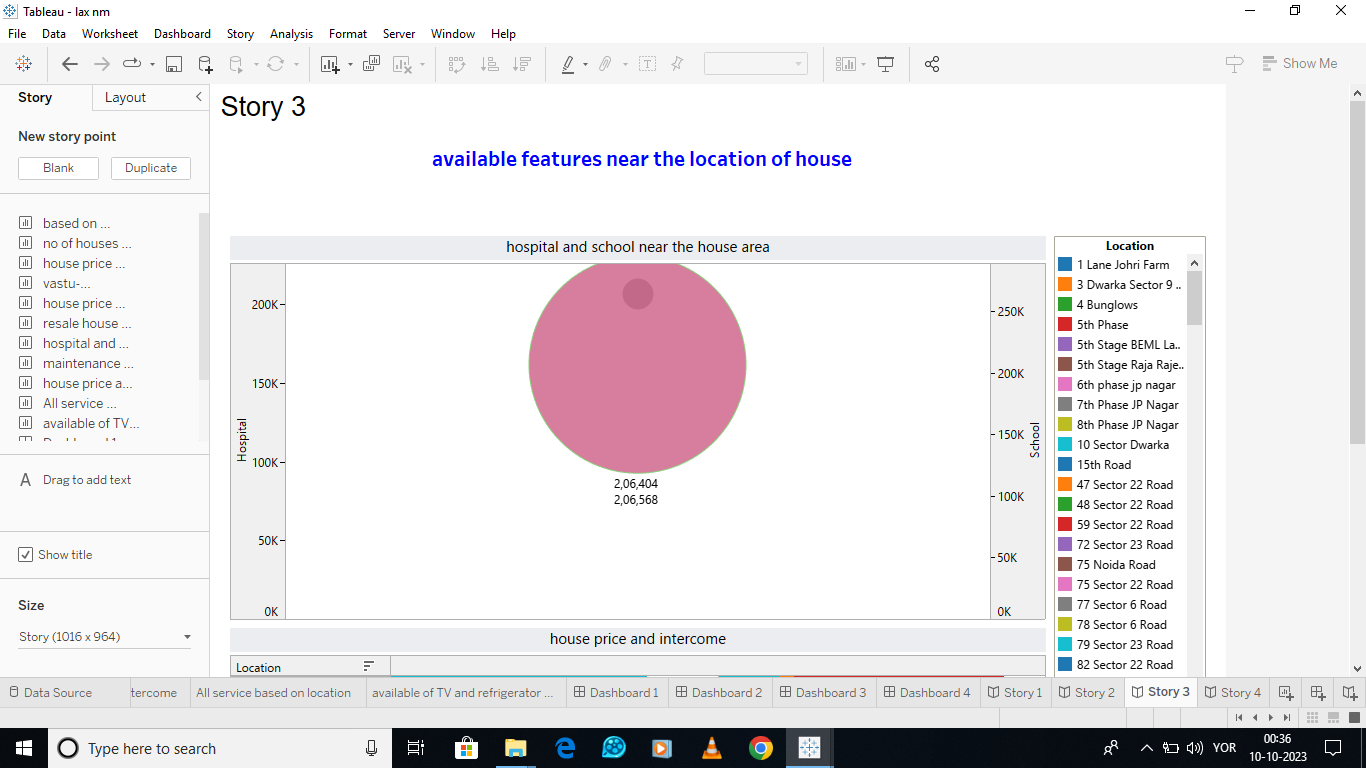 Tableau - lax nm
File Data Worksheet Dashboard Story Analysis Format Server Window Help
Show Me
Story Layout
New story point
Blank Duplicate
based on ...
no of houses ...
house price ...
vastu-...
house price ...
resale house ...
hospital and ...
maintenance ...
house price a...
All service ...
available of TV...
A Drag to add text
Show title
Size
Story (1016 x 964)
Story 3
available features near the location of house
hospital and school near the house area
Hospital
200K
150K
100K
50K
0K
2,06,404
2,06,568
School
250K
200K
150K
100K
50K
0K
Location
1 Lane Johri Farm
3 Dwarka Sector 9 ..
4 Bunglows
5th Phase
5th Stage BEML La..
5th Stage Raja Raje..
6th phase jp nagar
7th Phase JP Nagar
8th Phase JP Nagar
10 Sector Dwarka
15th Road
47 Sector 22 Road
48 Sector 22 Road
59 Sector 22 Road
72 Sector 23 Road
75 Noida Road
75 Sector 22 Road
77 Sector 6 Road
78 Sector 6 Road
79 Sector 23 Road
82 Sector 22 Road
house price and intercome
Location
Data Source tercome All service based on location available of TV and refrigerator ... Dashboard 1 Dashboard 2 Dashboard 3 Dashboard 4 Story 1 Story 2 Story 3 Story 4
Type here to search
YOR
00:36
10-10-2023